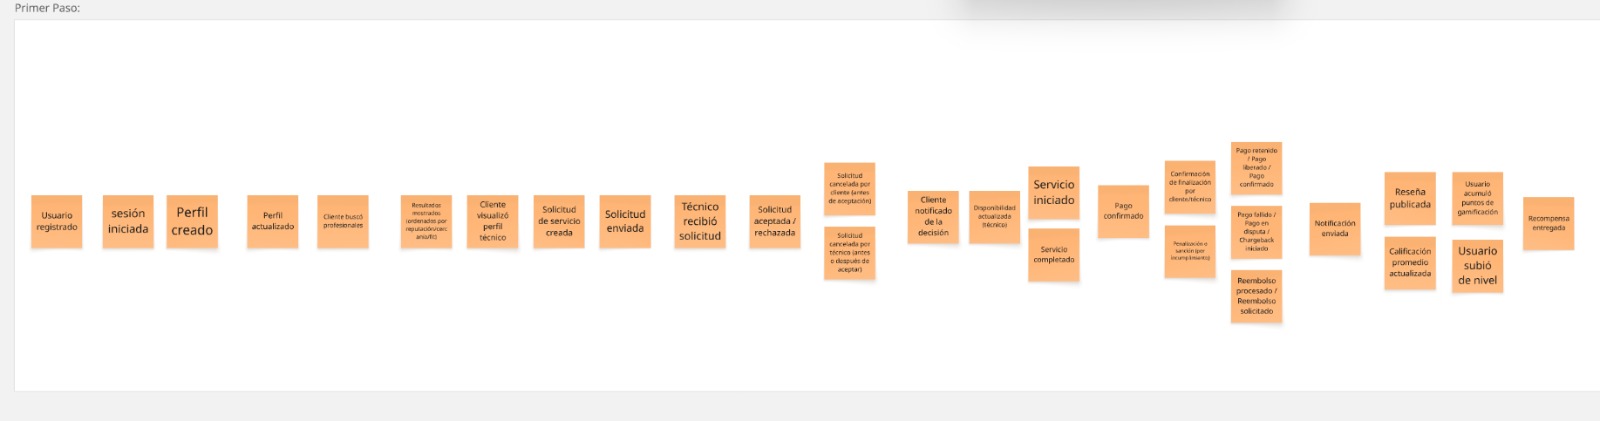 Primer Paso:
Usuario
registrado
sesión
iniciada
Perfil
creado
Perfil
actualizado
Cliente buscó
profesionales
Resultados
mostrados
(ordenados por
Cliente
visualizó
perfil
técnico
Solicitud
de servicio
creada
Solicitud
enviada
Técnico
recibió
solicitud
Solicitud
aceptada /
rechazada
Solicitud
cancelada por
cliente (antes
de aceptación)
Solicitud
cancelada por
técnico (antes
o después de
aceptar)
Cliente
notificado
de la
decisión
Disponibilidad
actualizada
(técnico)
Servicio
iniciado
Servicio
completado
Pago
confirmado
Confirmación
de finalización
por
cliente/técnico
Penalización o
sanción (por
incumplimiento)
Pago retenido
/ Pago
liberado /
Pago
confirmado
Pago fallido /
Pago en
disputa /
Chargeback
iniciado
Reembolso
procesado /
Reembolso
solicitado
Notificación
enviada
Reseña
publicada
Calificación
promedio
actualizada
Usuario
acumuló
puntos de
gamificación
Usuario
subió
de nivel
Recompensa
entregada